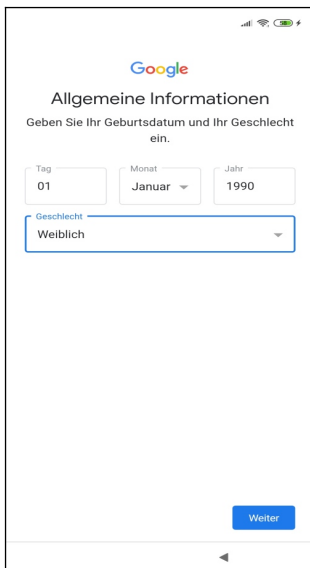 58
Google
Allgemeine Informationen
Geben Sie Ihr Geburtsdatum und Ihr Geschlecht
ein.
Tag Monat Jahr
01 Januar 1990
Geschlecht
Weiblich
Weiter